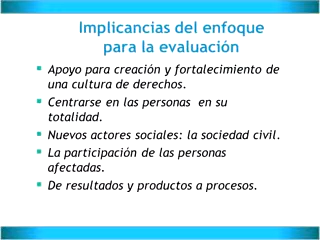 Implicancias del enfoque
para la evaluación
Apoyo para creación y fortalecimiento de
una cultura de derechos.
Centrarse en las personas en su
totalidad.
Nuevos actores sociales: la sociedad civil.
La participación de las personas
afectadas.
De resultados y productos a procesos.